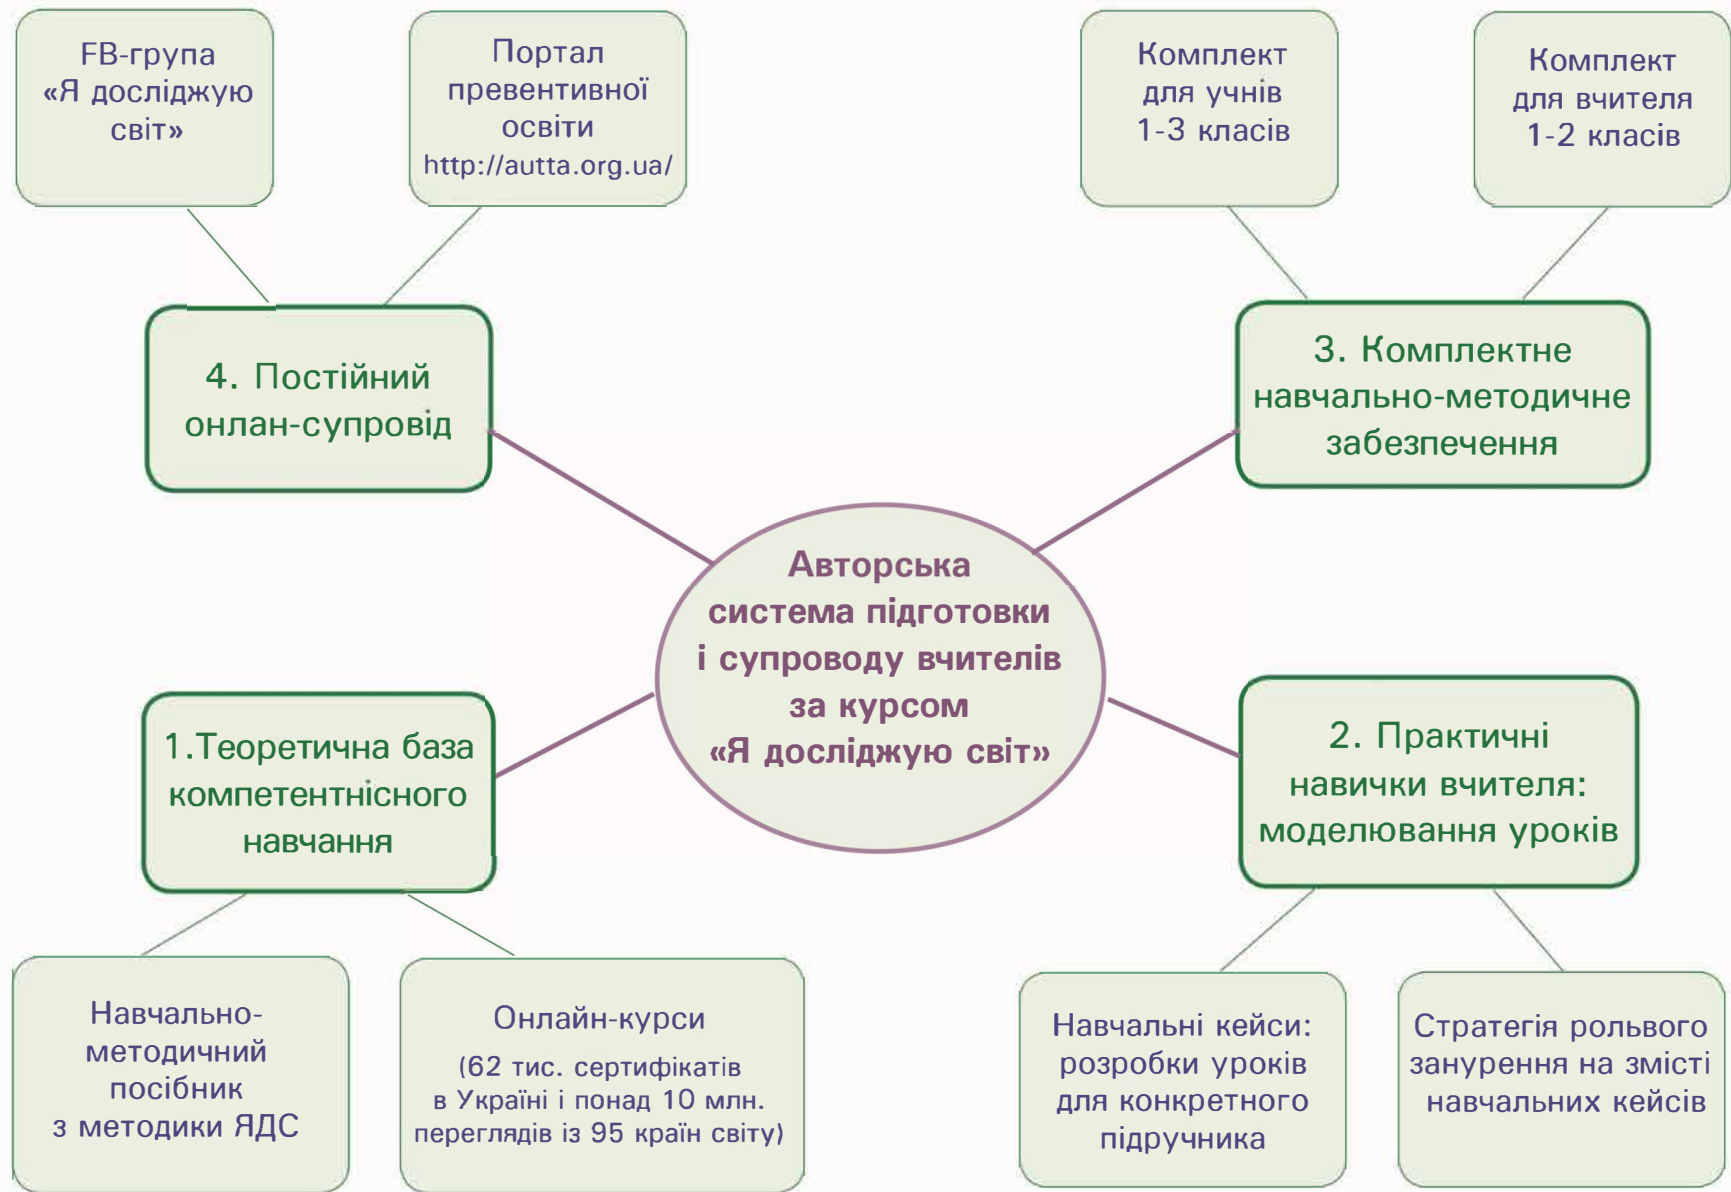 FB-група
«Я досліджую
світ»
Портал
превентивної
освіти
http://autta.org.ua/
Комплект
для учнів
1-3 класів
Комплект
для вчителя
1-2 класів
4. Постійний
онлан-супровід
3. Комплектне
навчально-методичне
забезпечення
Авторська
система підготовки
і супроводу вчителів
за курсом
«Я досліджую світ»
1.Теоретична база
компетентнісного
навчання
2. Практичні
навички вчителя:
моделювання уроків
Навчально-
методичний
посібник
з методики ЯДС
Онлайн-курси
(62 тис. сертифікатів
в Україні і понад 10 млн.
переглядів із 95 країн світу)
Навчальні кейси:
розробки уроків
для конкретного
підручника
Стратегія рольвого
занурення на змісті
навчальних кейсів